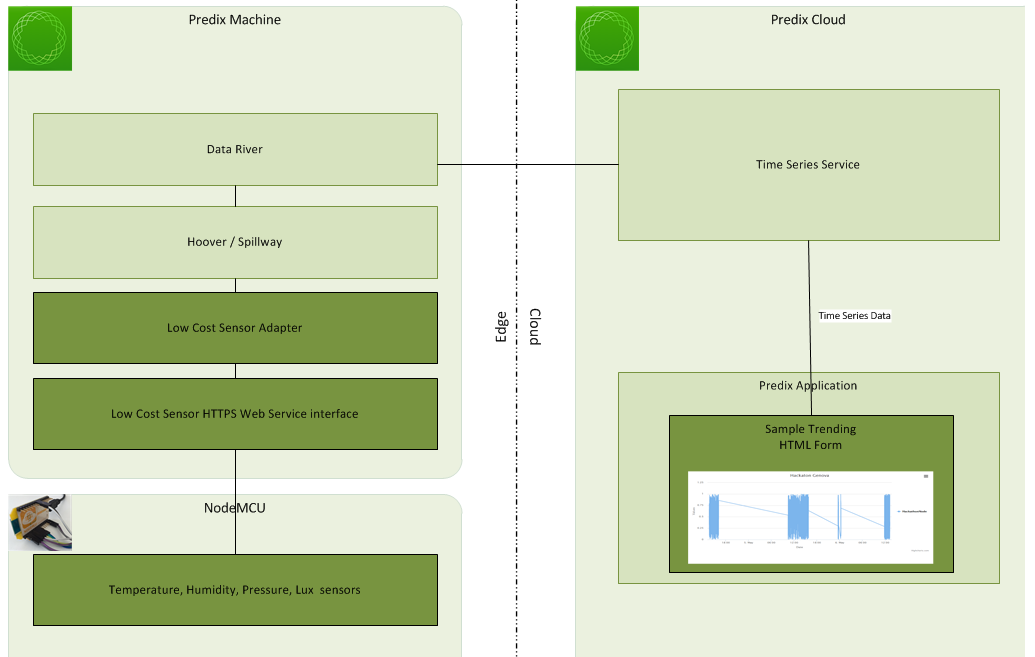 Predix Machine
Data River
Hoover / Spillway
Low Cost Sensor Adapter
Low Cost Sensor HTTPS Web Service interface
NodeMCU
Temperature, Humidity, Pressure, Lux  sensors
Edge
Cloud
Predix Cloud
Time Series Service
Time Series Data
Predix Application
Sample Trending
HTML Form